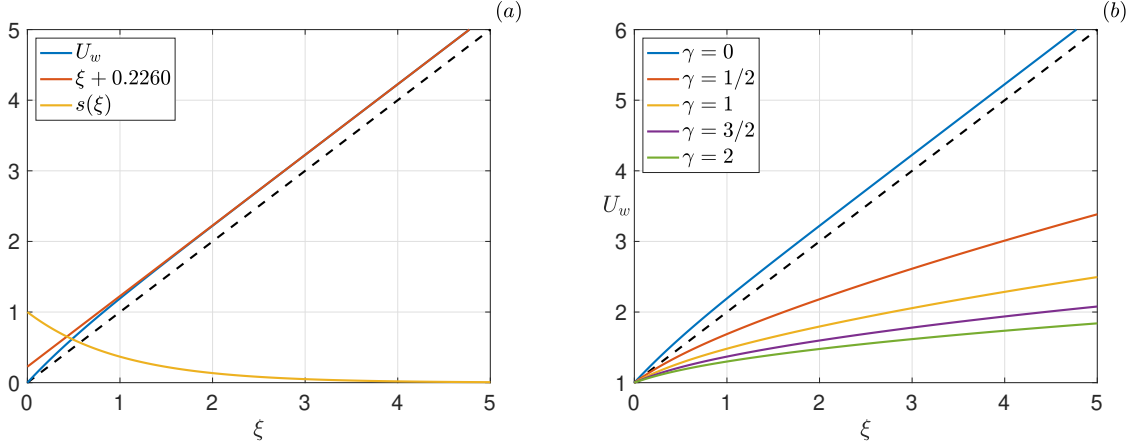 (a)
5
4
3
2
1
0
U_w
ξ + 0.2260
s(ξ)
0 1 2 3 4 5
ξ
(b)
6
5
4
3
2
1
U_w
γ = 0
γ = 1/2
γ = 1
γ = 3/2
γ = 2
0 1 2 3 4 5
ξ